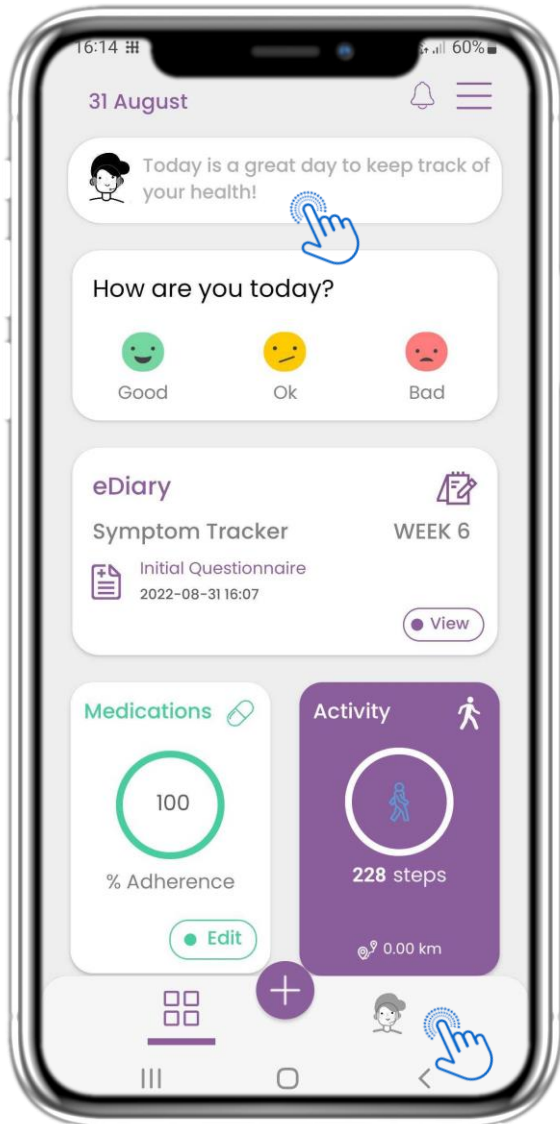 16:14 60%
31 August
Today is a great day to keep track of
your health!
How are you today?
Good Ok Bad
eDiary
Symptom Tracker WEEK 6
Initial Questionnaire
2022-08-31 16:07
View
Medications Activity
100
% Adherence 228 steps
Edit 0.00 km